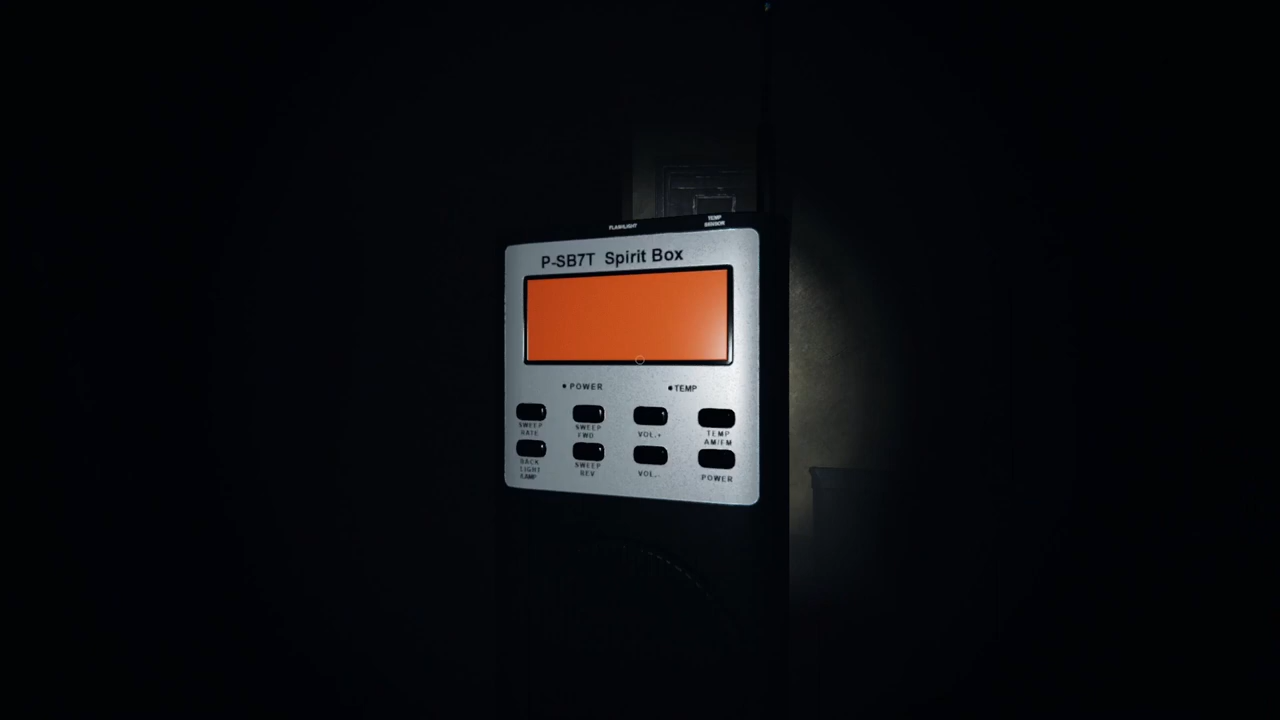 FLASHLIGHT
TEMP
SENSOR
P-SB7T Spirit Box
POWER
TEMP
SWEEP
RATE
SWEEP
FWD
VOL.+
TEMP
AM/FM
BACK
LIGHT
LAMP
SWEEP
REV
VOL.-
POWER